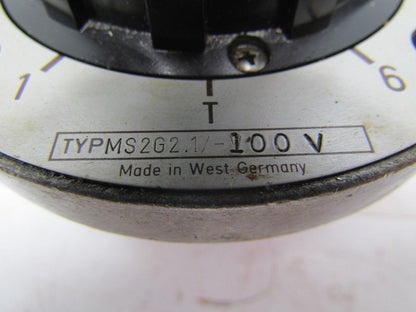 1 T 6
TYPMS2G2.1/-100 V
Made in West Germany